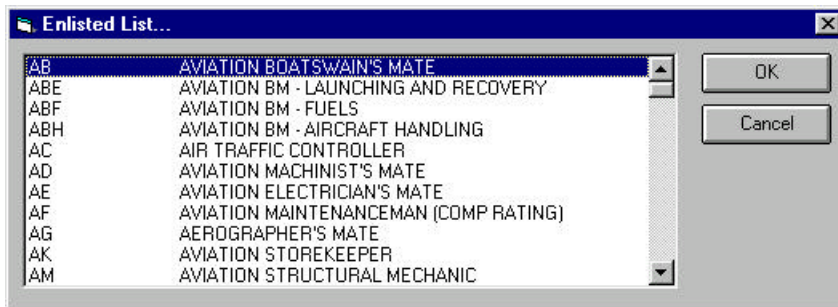 Enlisted List...
AB AVIATION BOATSWAIN'S MATE
ABE AVIATION BM - LAUNCHING AND RECOVERY
ABF AVIATION BM - FUELS
ABH AVIATION BM - AIRCRAFT HANDLING
AC AIR TRAFFIC CONTROLLER
AD AVIATION MACHINIST'S MATE
AE AVIATION ELECTRICIAN'S MATE
AF AVIATION MAINTENANCEMAN (COMP RATING)
AG AEROGRAPHER'S MATE
AK AVIATION STOREKEEPER
AM AVIATION STRUCTURAL MECHANIC
OK
Cancel